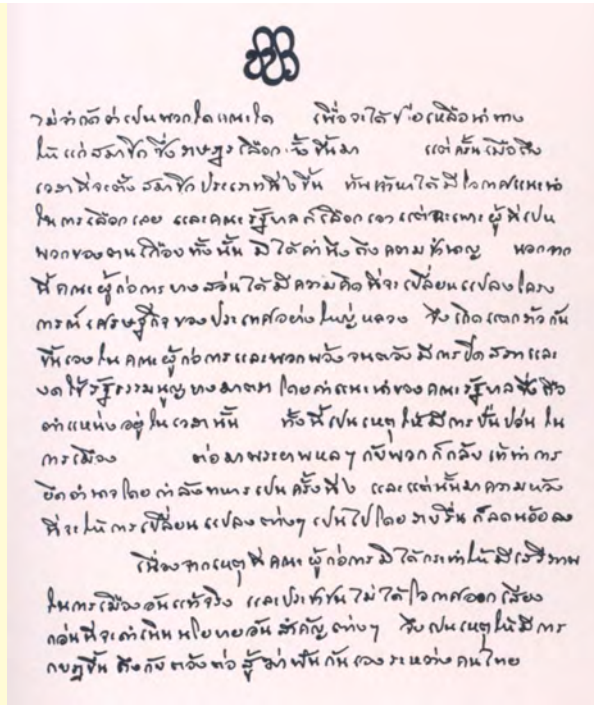 ไม่จำกัดว่าเป็นพวกใดคณะใด เพื่อจะได้ช่วยเหลือนำทาง
ให้แก่สมาชิกซึ่งราษฎรเลือกตั้งขึ้นมา แต่ครั้นเมื่อถึง
เวลาที่จะตั้งสมาชิกประเภทที่ ๒ ขึ้น ข้าพเจ้าหาได้มีโอกาสแนะนำ
ในการเลือกเลย และคณะรัฐบาลก็เลือกเอาแต่ฉะเพาะผู้ที่เป็น
พวกของตนเกือบทั้งนั้น มิได้คำนึงถึงความชำนาญ นอกจาก
นี้คณะผู้ก่อการบางส่วนได้มีความคิดที่จะเปลี่ยนแปลงโครง
การณ์เศรษฐกิจของประเทศอย่างใหญ่หลวง จึงเกิดแตกร้าวกัน
ขึ้นเองในคณะผู้ก่อการและพวกพ้อง จนต้องมีการปิดสภาและ
งดใช้รัฐธรรมนูญบางมาตรา โดยคำแนะนำของคณะรัฐบาลซึ่งถือ
ตำแหน่งอยู่ในเวลานั้น ทั้งนี้เป็นเหตุให้มีการปั่นป่วนใน
การเมือง ต่อมาพระยาพหลฯ กับพวกก็กลับเข้าทำการ
ยึดอำนาจโดยกำลังทหารเป็นครั้งที่ ๒ และแต่นั้นมาความหวัง
ที่จะให้การเปลี่ยนแปลงต่างๆ เป็นไปโดยราบรื่นก็ลดน้อยลง
เนื่องจากเหตุที่คณะผู้ก่อการมิได้กระทำให้มีเสรีภาพ
ในการเมืองอันแท้จริง และประชาชนไม่ได้โอกาศออกเสียง
ก่อนที่จะดำเนินนโยบายอันสำคัญต่างๆ จึงเป็นเหตุให้มีการ
กบฏขึ้น ถึงกับต้องต่อสู้ฆ่าฟันกันเองระหว่างคนไทย